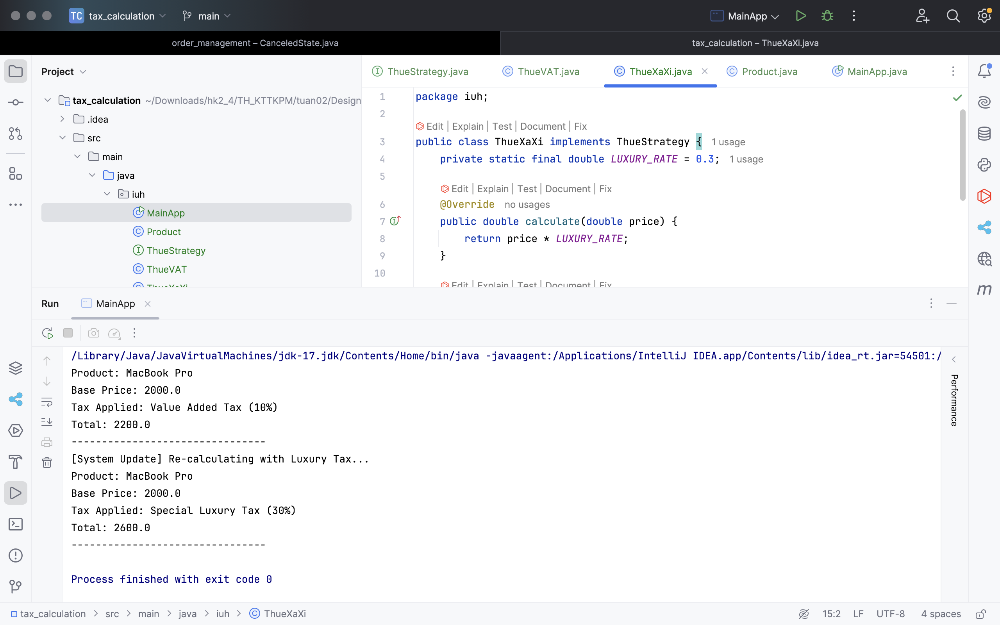 TC tax_calculation main MainApp
order_management – CanceledState.java tax_calculation – ThueXaXi.java
Project
tax_calculation ~/Downloads/hk2_4/TH_KTTKPM/tuan02/Design
.idea
src
main
java
iuh
MainApp
Product
ThueStrategy
ThueVAT
ThueXaXi
ThueStrategy.java ThueVAT.java ThueXaXi.java Product.java MainApp.java
1 package iuh;
2
Edit | Explain | Test | Document | Fix
3 public class ThueXaXi implements ThueStrategy { 1 usage
4 private static final double LUXURY_RATE = 0.3; 1 usage
5
Edit | Explain | Test | Document | Fix
6 @Override no usages
7 public double calculate(double price) {
8 return price * LUXURY_RATE;
9 }
10
Edit | Explain | Test | Document | Fix
Run MainApp
/Library/Java/JavaVirtualMachines/jdk-17.jdk/Contents/Home/bin/java -javaagent:/Applications/IntelliJ IDEA.app/Contents/lib/idea_rt.jar=54501:/
Product: MacBook Pro
Base Price: 2000.0
Tax Applied: Value Added Tax (10%)
Total: 2200.0
--------------------------------
[System Update] Re-calculating with Luxury Tax...
Product: MacBook Pro
Base Price: 2000.0
Tax Applied: Special Luxury Tax (30%)
Total: 2600.0
--------------------------------
Process finished with exit code 0
Performance
tax_calculation > src > main > java > iuh > ThueXaXi 15:2 LF UTF-8 4 spaces